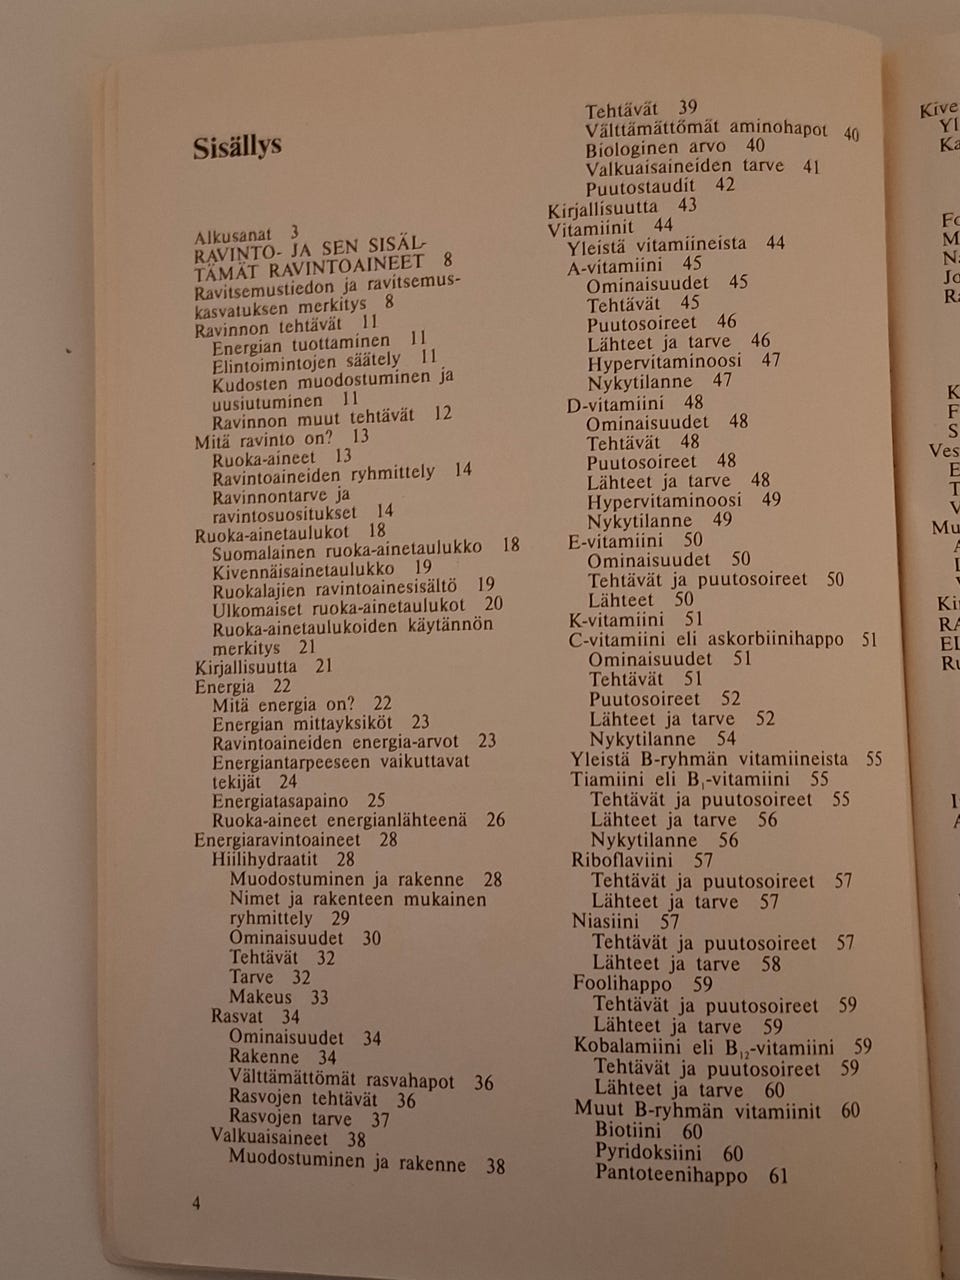 Sisällys
Alkusanat 3
RAVINTO- JA SEN SISÄL-
TÄMÄT RAVINTOAINEET 8
Ravitsemustiedon ja ravitsemus-
kasvatuksen merkitys 8
Ravinnon tehtävät 11
Energian tuottaminen 11
Elintoimintojen säätely 11
Kudosten muodostuminen ja
uusiutuminen 11
Ravinnon muut tehtävät 12
Mitä ravinto on? 13
Ruoka-aineet 13
Ravintoaineiden ryhmittely 14
Ravinnontarve ja
ravintosuositukset 14
Ruoka-ainetaulukot 18
Suomalainen ruoka-ainetaulukko 18
Kivennäisainetaulukko 19
Ruokalajien ravintoainesisältö 19
Ulkomaiset ruoka-ainetaulukot 20
Ruoka-ainetaulukoiden käytännön
merkitys 21
Kirjallisuutta 21
Energia 22
Mitä energia on? 22
Energian mittayksiköt 23
Ravintoaineiden energia-arvot 23
Energiantarpeeseen vaikuttavat
tekijät 24
Energiatasapaino 25
Ruoka-aineet energianlähteenä 26
Energiaravintoaineet 28
Hiilihydraatit 28
Muodostuminen ja rakenne 28
Nimet ja rakenteen mukainen
ryhmittely 29
Ominaisuudet 30
Tehtävät 32
Tarve 32
Makeus 33
Rasvat 34
Ominaisuudet 34
Rakenne 34
Välttämättömät rasvahapot 36
Rasvojen tehtävät 36
Rasvojen tarve 37
Valkuaisaineet 38
Muodostuminen ja rakenne 38
4
Tehtävät 39
Välttämättömät aminohapot 40
Biologinen arvo 40
Valkuaisaineiden tarve 41
Puutostaudit 42
Kirjallisuutta 43
Vitamiinit 44
Yleistä vitamiineista 44
A-vitamiini 45
Ominaisuudet 45
Tehtävät 45
Puutosoireet 46
Lähteet ja tarve 46
Hypervitaminoosi 47
Nykytilanne 47
D-vitamiini 48
Ominaisuudet 48
Tehtävät 48
Puutosoireet 48
Lähteet ja tarve 48
Hypervitaminoosi 49
Nykytilanne 49
E-vitamiini 50
Ominaisuudet 50
Tehtävät ja puutosoireet 50
Lähteet 50
K-vitamiini 51
C-vitamiini eli askorbiinihappo 51
Ominaisuudet 51
Tehtävät 51
Puutosoireet 52
Lähteet ja tarve 52
Nykytilanne 54
Yleistä B-ryhmän vitamiineista 55
Tiamiini eli B₁-vitamiini 55
Tehtävät ja puutosoireet 55
Lähteet ja tarve 56
Nykytilanne 56
Riboflaviini 57
Tehtävät ja puutosoireet 57
Lähteet ja tarve 57
Niasiini 57
Tehtävät ja puutosoireet 57
Lähteet ja tarve 58
Foolihappo 59
Tehtävät ja puutosoireet 59
Lähteet ja tarve 59
Kobalamiini eli B₁₂-vitamiini 59
Tehtävät ja puutosoireet 59
Lähteet ja tarve 60
Muut B-ryhmän vitamiinit 60
Biotiini 60
Pyridoksiini 60
Pantoteenihappo 61